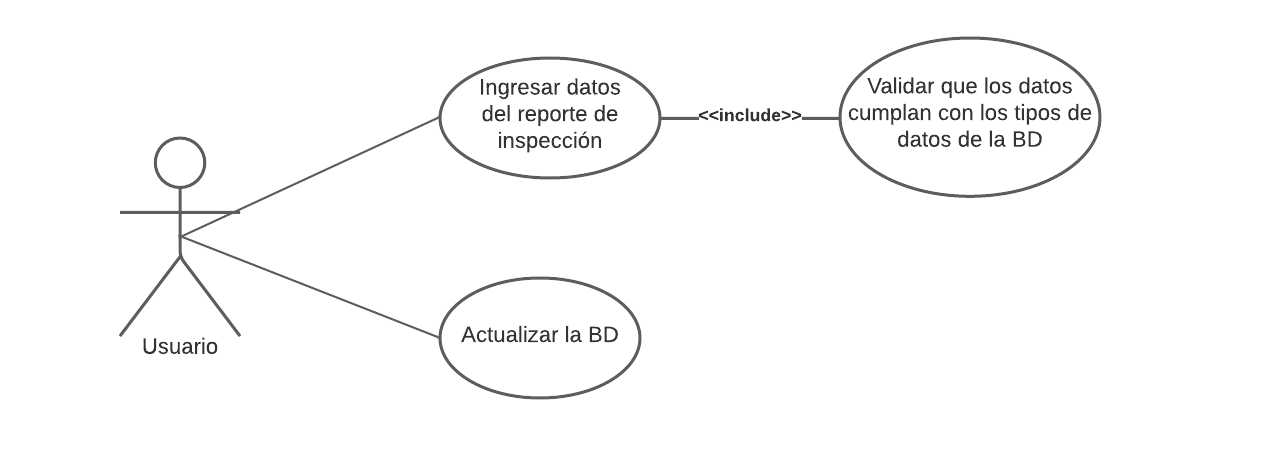 Ingresar datos
del reporte de
inspección
<<include>>
Validar que los datos
cumplan con los tipos de
datos de la BD
Actualizar la BD
Usuario